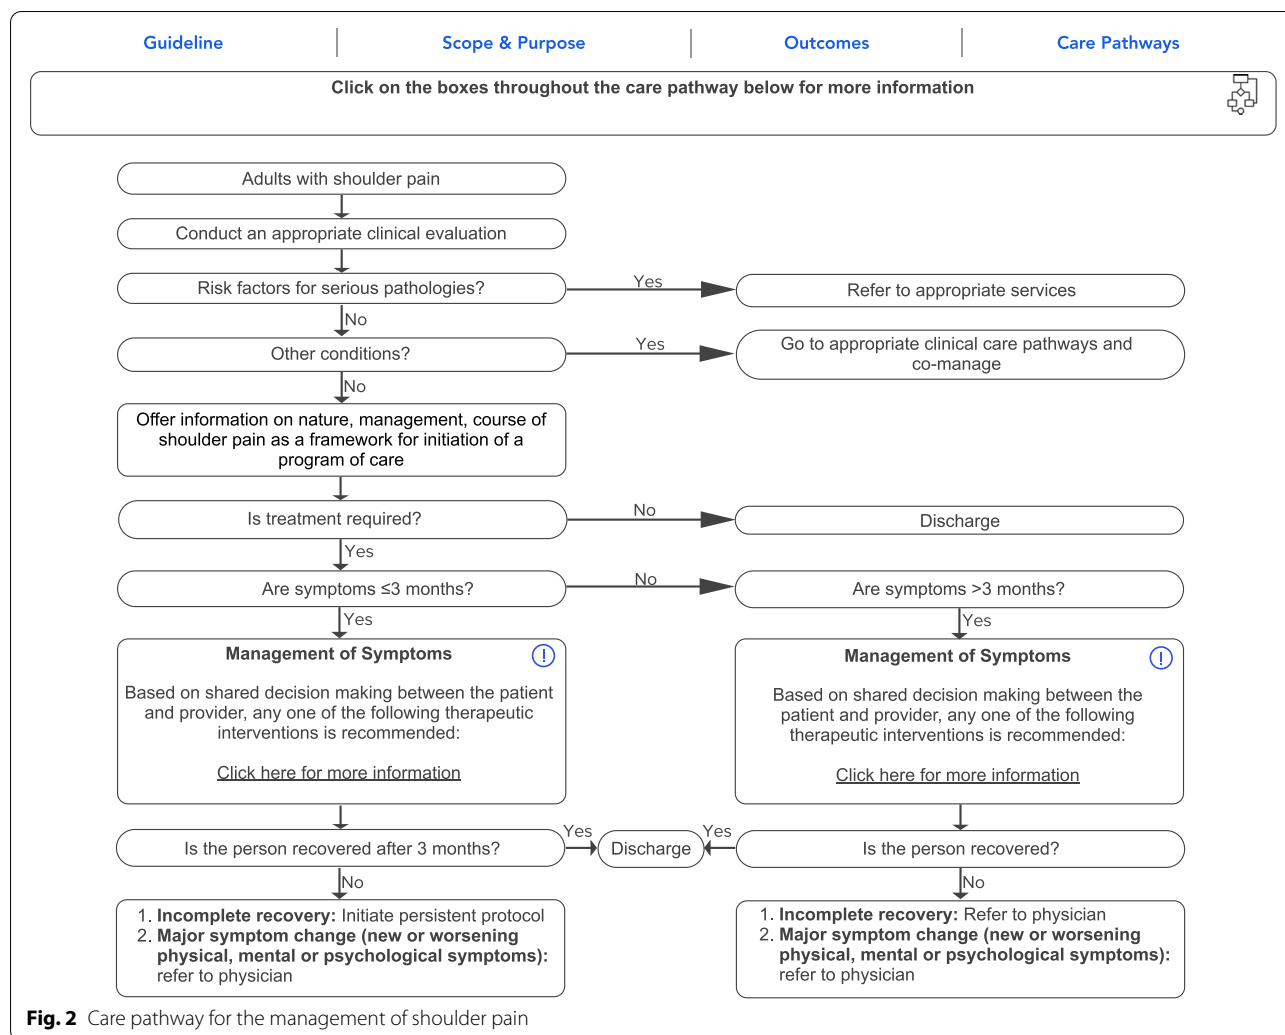 Guideline
Scope & Purpose
Outcomes
Care Pathways
Click on the boxes throughout the care pathway below for more information
Adults with shoulder pain
Conduct an appropriate clinical evaluation
Risk factors for serious pathologies?
Yes
Refer to appropriate services
No
Other conditions?
Yes
Go to appropriate clinical care pathways and
co-manage
No
Offer information on nature, management, course of
shoulder pain as a framework for initiation of a
program of care
Is treatment required?
No
Discharge
Yes
Are symptoms ≤3 months?
No
Are symptoms >3 months?
Yes
Yes
Management of Symptoms
Based on shared decision making between the patient
and provider, any one of the following therapeutic
interventions is recommended:
Click here for more information
Management of Symptoms
Based on shared decision making between the
patient and provider, any one of the following
therapeutic interventions is recommended:
Click here for more information
Is the person recovered after 3 months?
Yes
Discharge
Yes
Is the person recovered?
No
No
1. Incomplete recovery: Initiate persistent protocol
2. Major symptom change (new or worsening
physical, mental or psychological symptoms):
refer to physician
1. Incomplete recovery: Refer to physician
2. Major symptom change (new or worsening
physical, mental or psychological symptoms):
refer to physician
Fig. 2 Care pathway for the management of shoulder pain